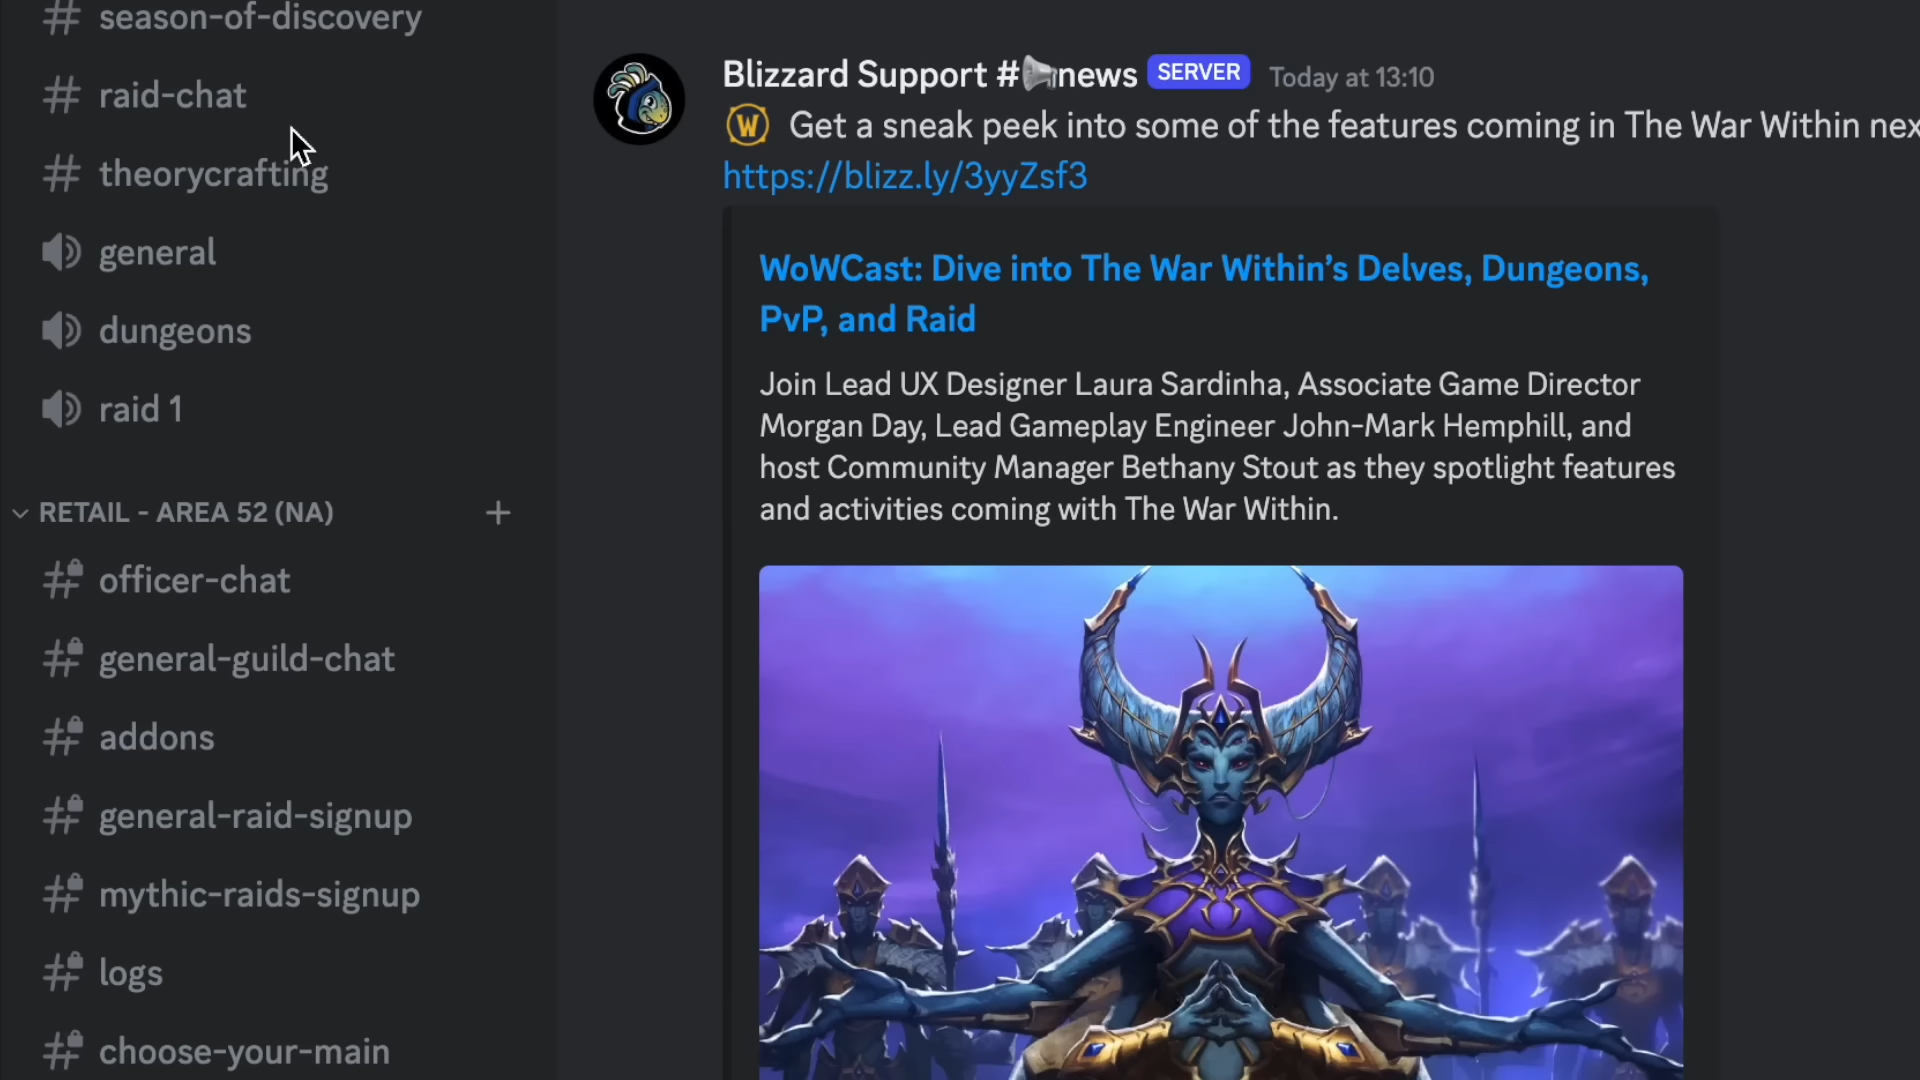 # season-of-discovery
# raid-chat
# theorycrafting
general
dungeons
raid 1
RETAIL - AREA 52 (NA) +
# officer-chat
# general-guild-chat
# addons
# general-raid-signup
# mythic-raids-signup
# logs
# choose-your-main
Blizzard Support #news SERVER Today at 13:10
W Get a sneak peek into some of the features coming in The War Within
https://blizz.ly/3yyZsf3
WoWCast: Dive into The War Within’s Delves, Dungeons,
PvP, and Raid
Join Lead UX Designer Laura Sardinha, Associate Game Director
Morgan Day, Lead Gameplay Engineer John-Mark Hemphill, and
host Community Manager Bethany Stout as they spotlight features
and activities coming with The War Within.